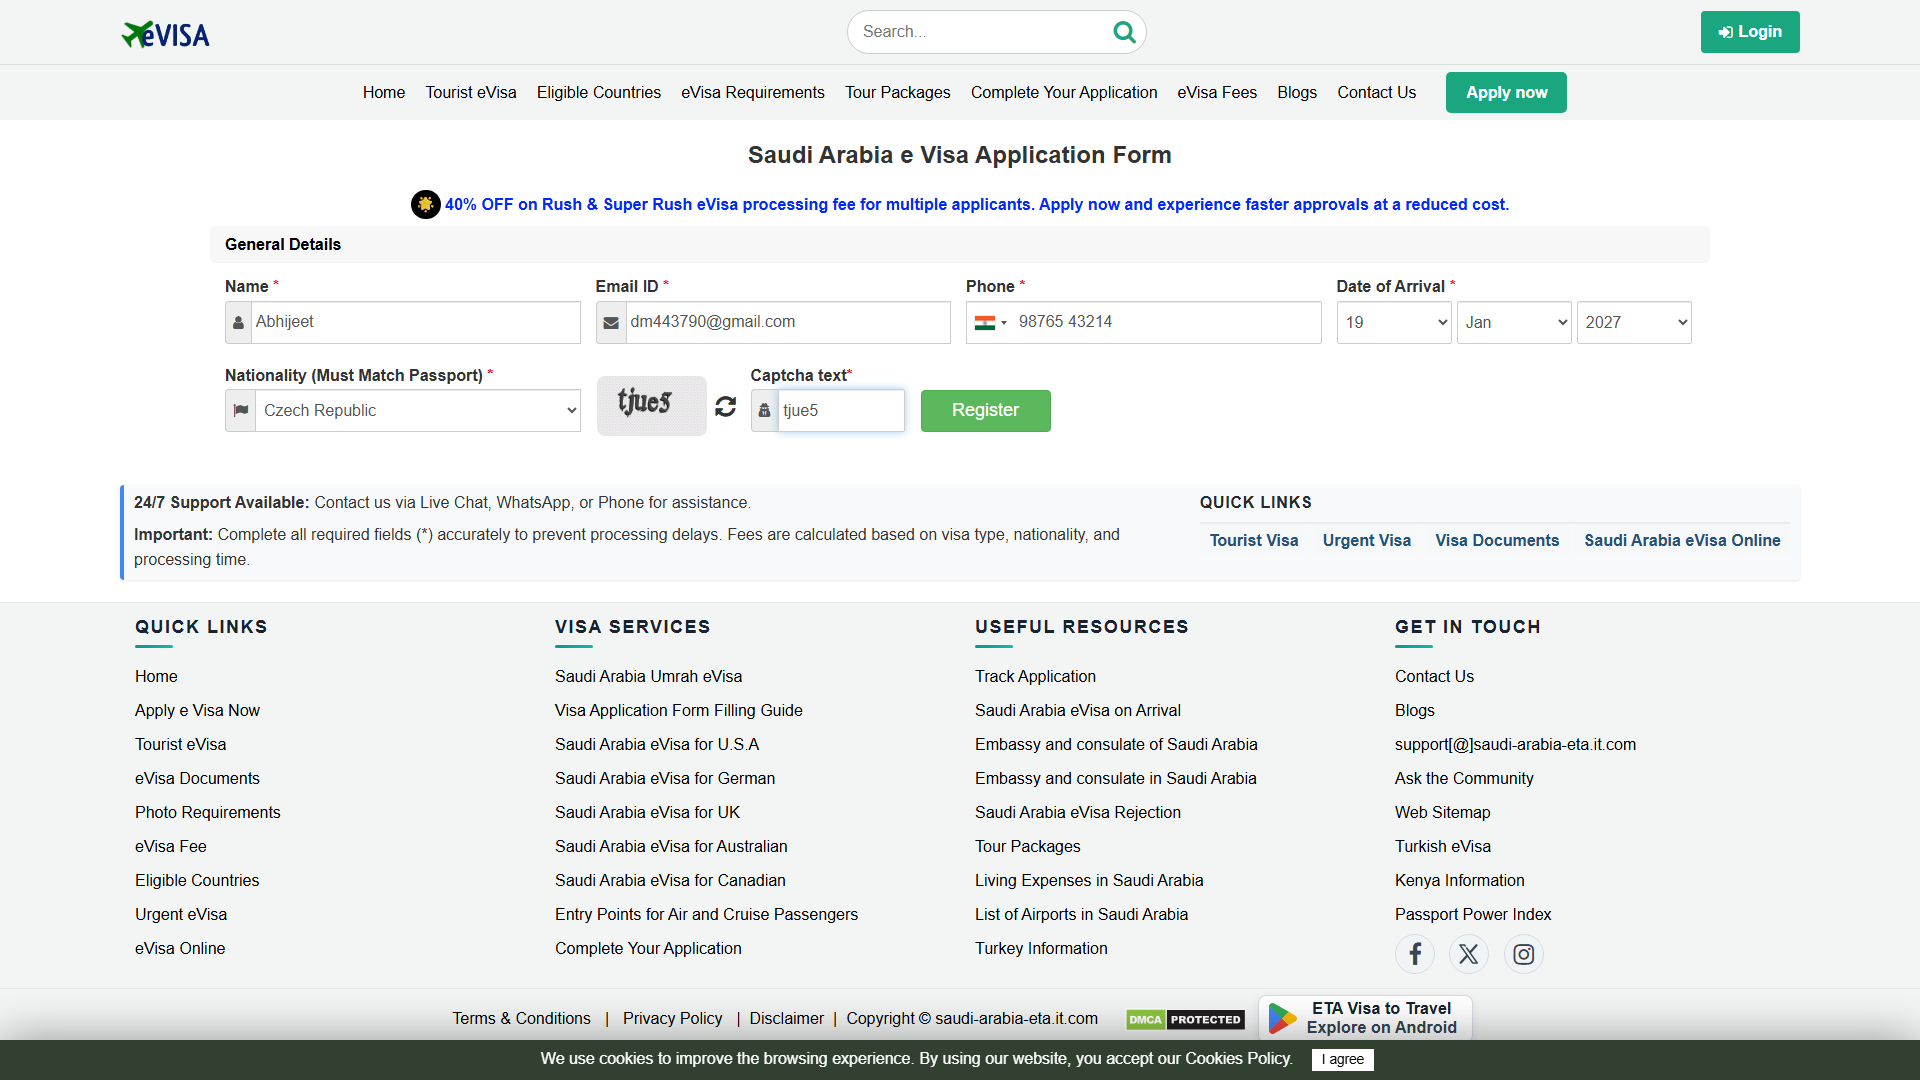 eVISA
Search...
Login
Home Tourist eVisa Eligible Countries eVisa Requirements Tour Packages Complete Your Application eVisa Fees Blogs Contact Us Apply now
Saudi Arabia e Visa Application Form
40% OFF on Rush & Super Rush eVisa processing fee for multiple applicants. Apply now and experience faster approvals at a reduced cost.
General Details
Name * Email ID * Phone * Date of Arrival *
Abhijeet dm443790@gmail.com 98765 43214 19 Jan 2027
Nationality (Must Match Passport) * Captcha text*
Czech Republic tjue5 tjue5 Register
24/7 Support Available: Contact us via Live Chat, WhatsApp, or Phone for assistance.
Important: Complete all required fields (*) accurately to prevent processing delays. Fees are calculated based on visa type, nationality, and
processing time.
QUICK LINKS
Tourist Visa Urgent Visa Visa Documents Saudi Arabia eVisa Online
QUICK LINKS
Home
Apply e Visa Now
Tourist eVisa
eVisa Documents
Photo Requirements
eVisa Fee
Eligible Countries
Urgent eVisa
eVisa Online
VISA SERVICES
Saudi Arabia Umrah eVisa
Visa Application Form Filling Guide
Saudi Arabia eVisa for U.S.A
Saudi Arabia eVisa for German
Saudi Arabia eVisa for UK
Saudi Arabia eVisa for Australian
Saudi Arabia eVisa for Canadian
Entry Points for Air and Cruise Passengers
Complete Your Application
USEFUL RESOURCES
Track Application
Saudi Arabia eVisa on Arrival
Embassy and consulate of Saudi Arabia
Embassy and consulate in Saudi Arabia
Saudi Arabia eVisa Rejection
Tour Packages
Living Expenses in Saudi Arabia
List of Airports in Saudi Arabia
Turkey Information
GET IN TOUCH
Contact Us
Blogs
support[@]saudi-arabia-eta.it.com
Ask the Community
Web Sitemap
Turkish eVisa
Kenya Information
Passport Power Index
Terms & Conditions | Privacy Policy | Disclaimer | Copyright © saudi-arabia-eta.it.com
DMCA PROTECTED
ETA Visa to Travel
Explore on Android
We use cookies to improve the browsing experience. By using our website, you accept our Cookies Policy. I agree